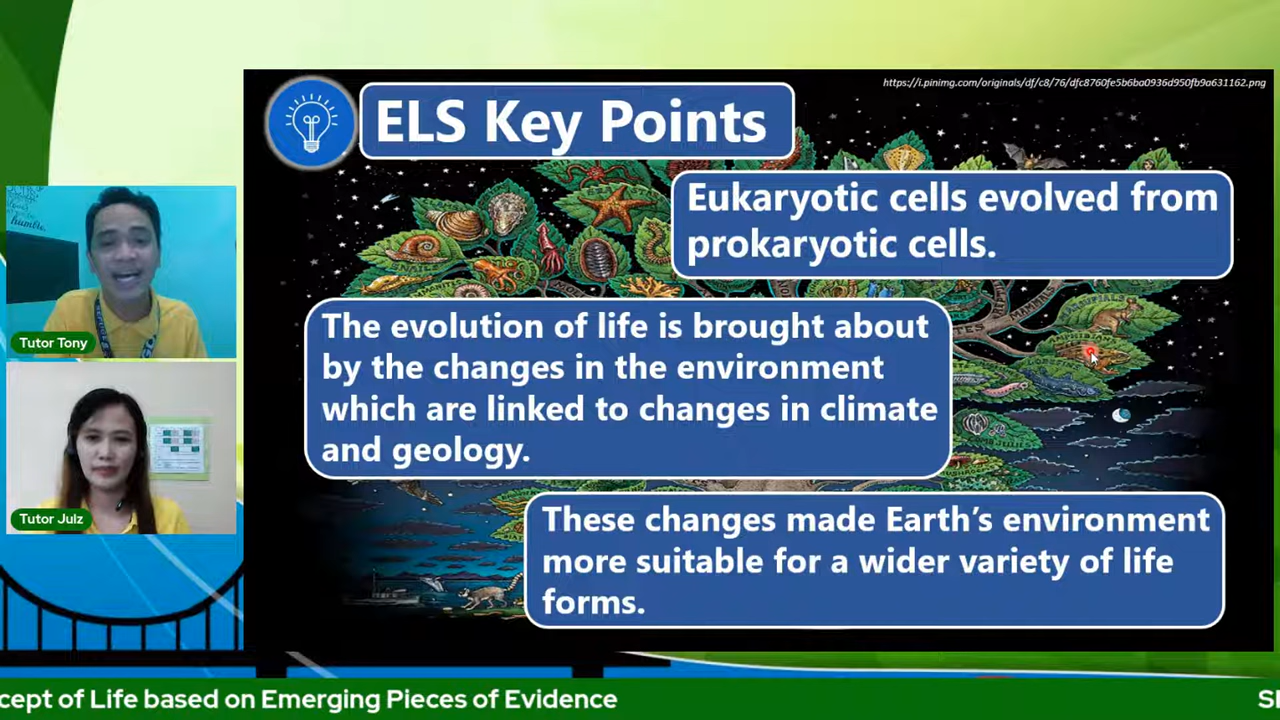 https://i.pinimg.com/originals/df/c8/76/dfc8760fe5b6ba0936d950fb9a631162.png
ELS Key Points
Eukaryotic cells evolved from
prokaryotic cells.
humble.
SNAILS
MAMMALS
The evolution of life is brought about
by the changes in the environment
which are linked to changes in climate
and geology.
Tutor Tony
These changes made Earth's environment
more suitable for a wider variety of life
forms.
Tutor Julz
cept of Life based on Emerging Pieces of Evidence